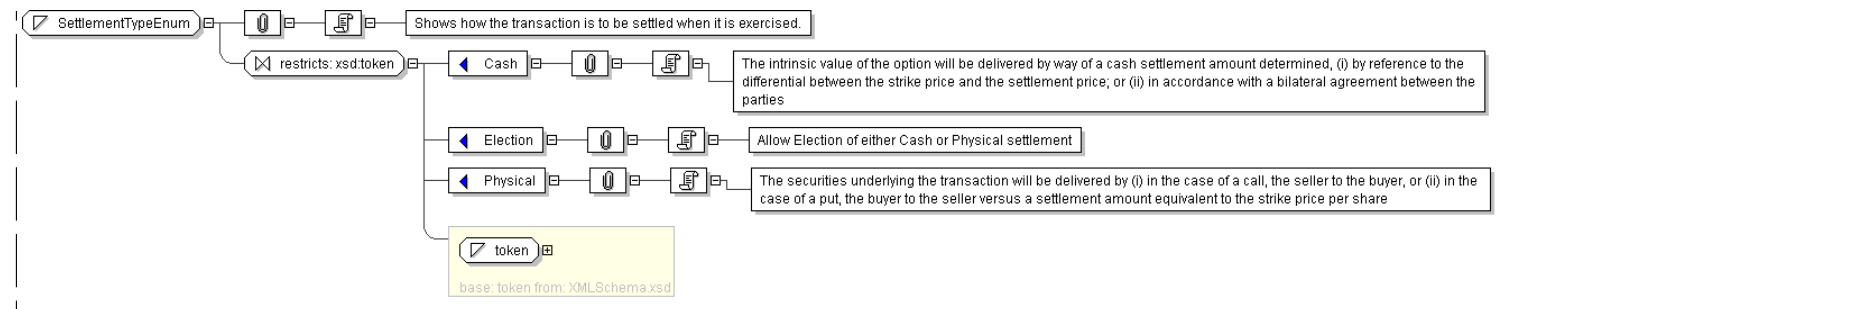 SettlementTypeEnum
Shows how the transaction is to be settled when it is exercised.
restricts: xsd:token
Cash
The intrinsic value of the option will be delivered by way of a cash settlement amount determined, (i) by reference to the
differential between the strike price and the settlement price; or (ii) in accordance with a bilateral agreement between the
parties
Election
Allow Election of either Cash or Physical settlement
Physical
The securities underlying the transaction will be delivered by (i) in the case of a call, the seller to the buyer, or (ii) in the
case of a put, the buyer to the seller versus a settlement amount equivalent to the strike price per share
token
base: token from: XMLSchema.xsd